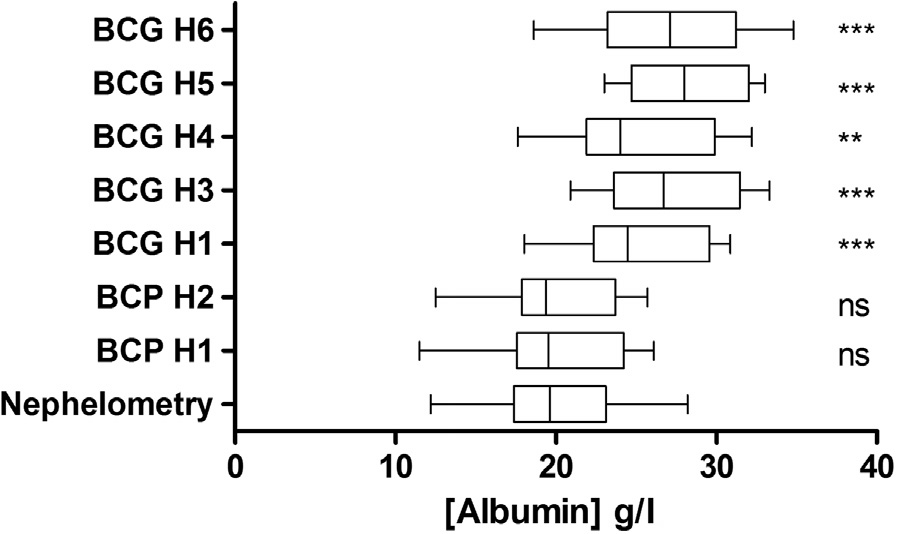 BCG H6 ***
BCG H5 ***
BCG H4 **
BCG H3 ***
BCG H1 ***
BCP H2 ns
BCP H1 ns
Nephelometry
0 10 20 30 40
[Albumin] g/l